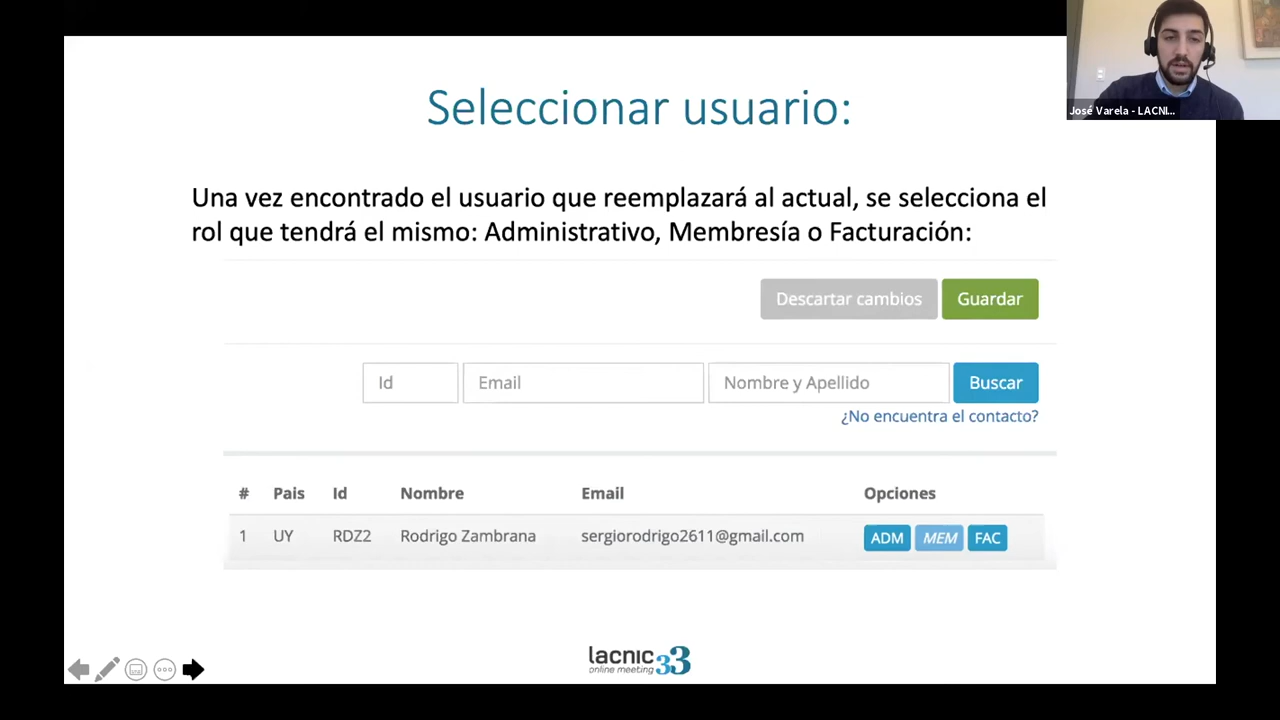 José Varela - LACNI...
Seleccionar usuario:
Una vez encontrado el usuario que reemplazará al actual, se selecciona el
rol que tendrá el mismo: Administrativo, Membresía o Facturación:
Descartar cambios Guardar
Id Email Nombre y Apellido Buscar
¿No encuentra el contacto?
# Pais Id Nombre Email Opciones
1 UY RDZ2 Rodrigo Zambrana sergiorodrigo2611@gmail.com ADM MEM FAC
lacnic 33
online meeting